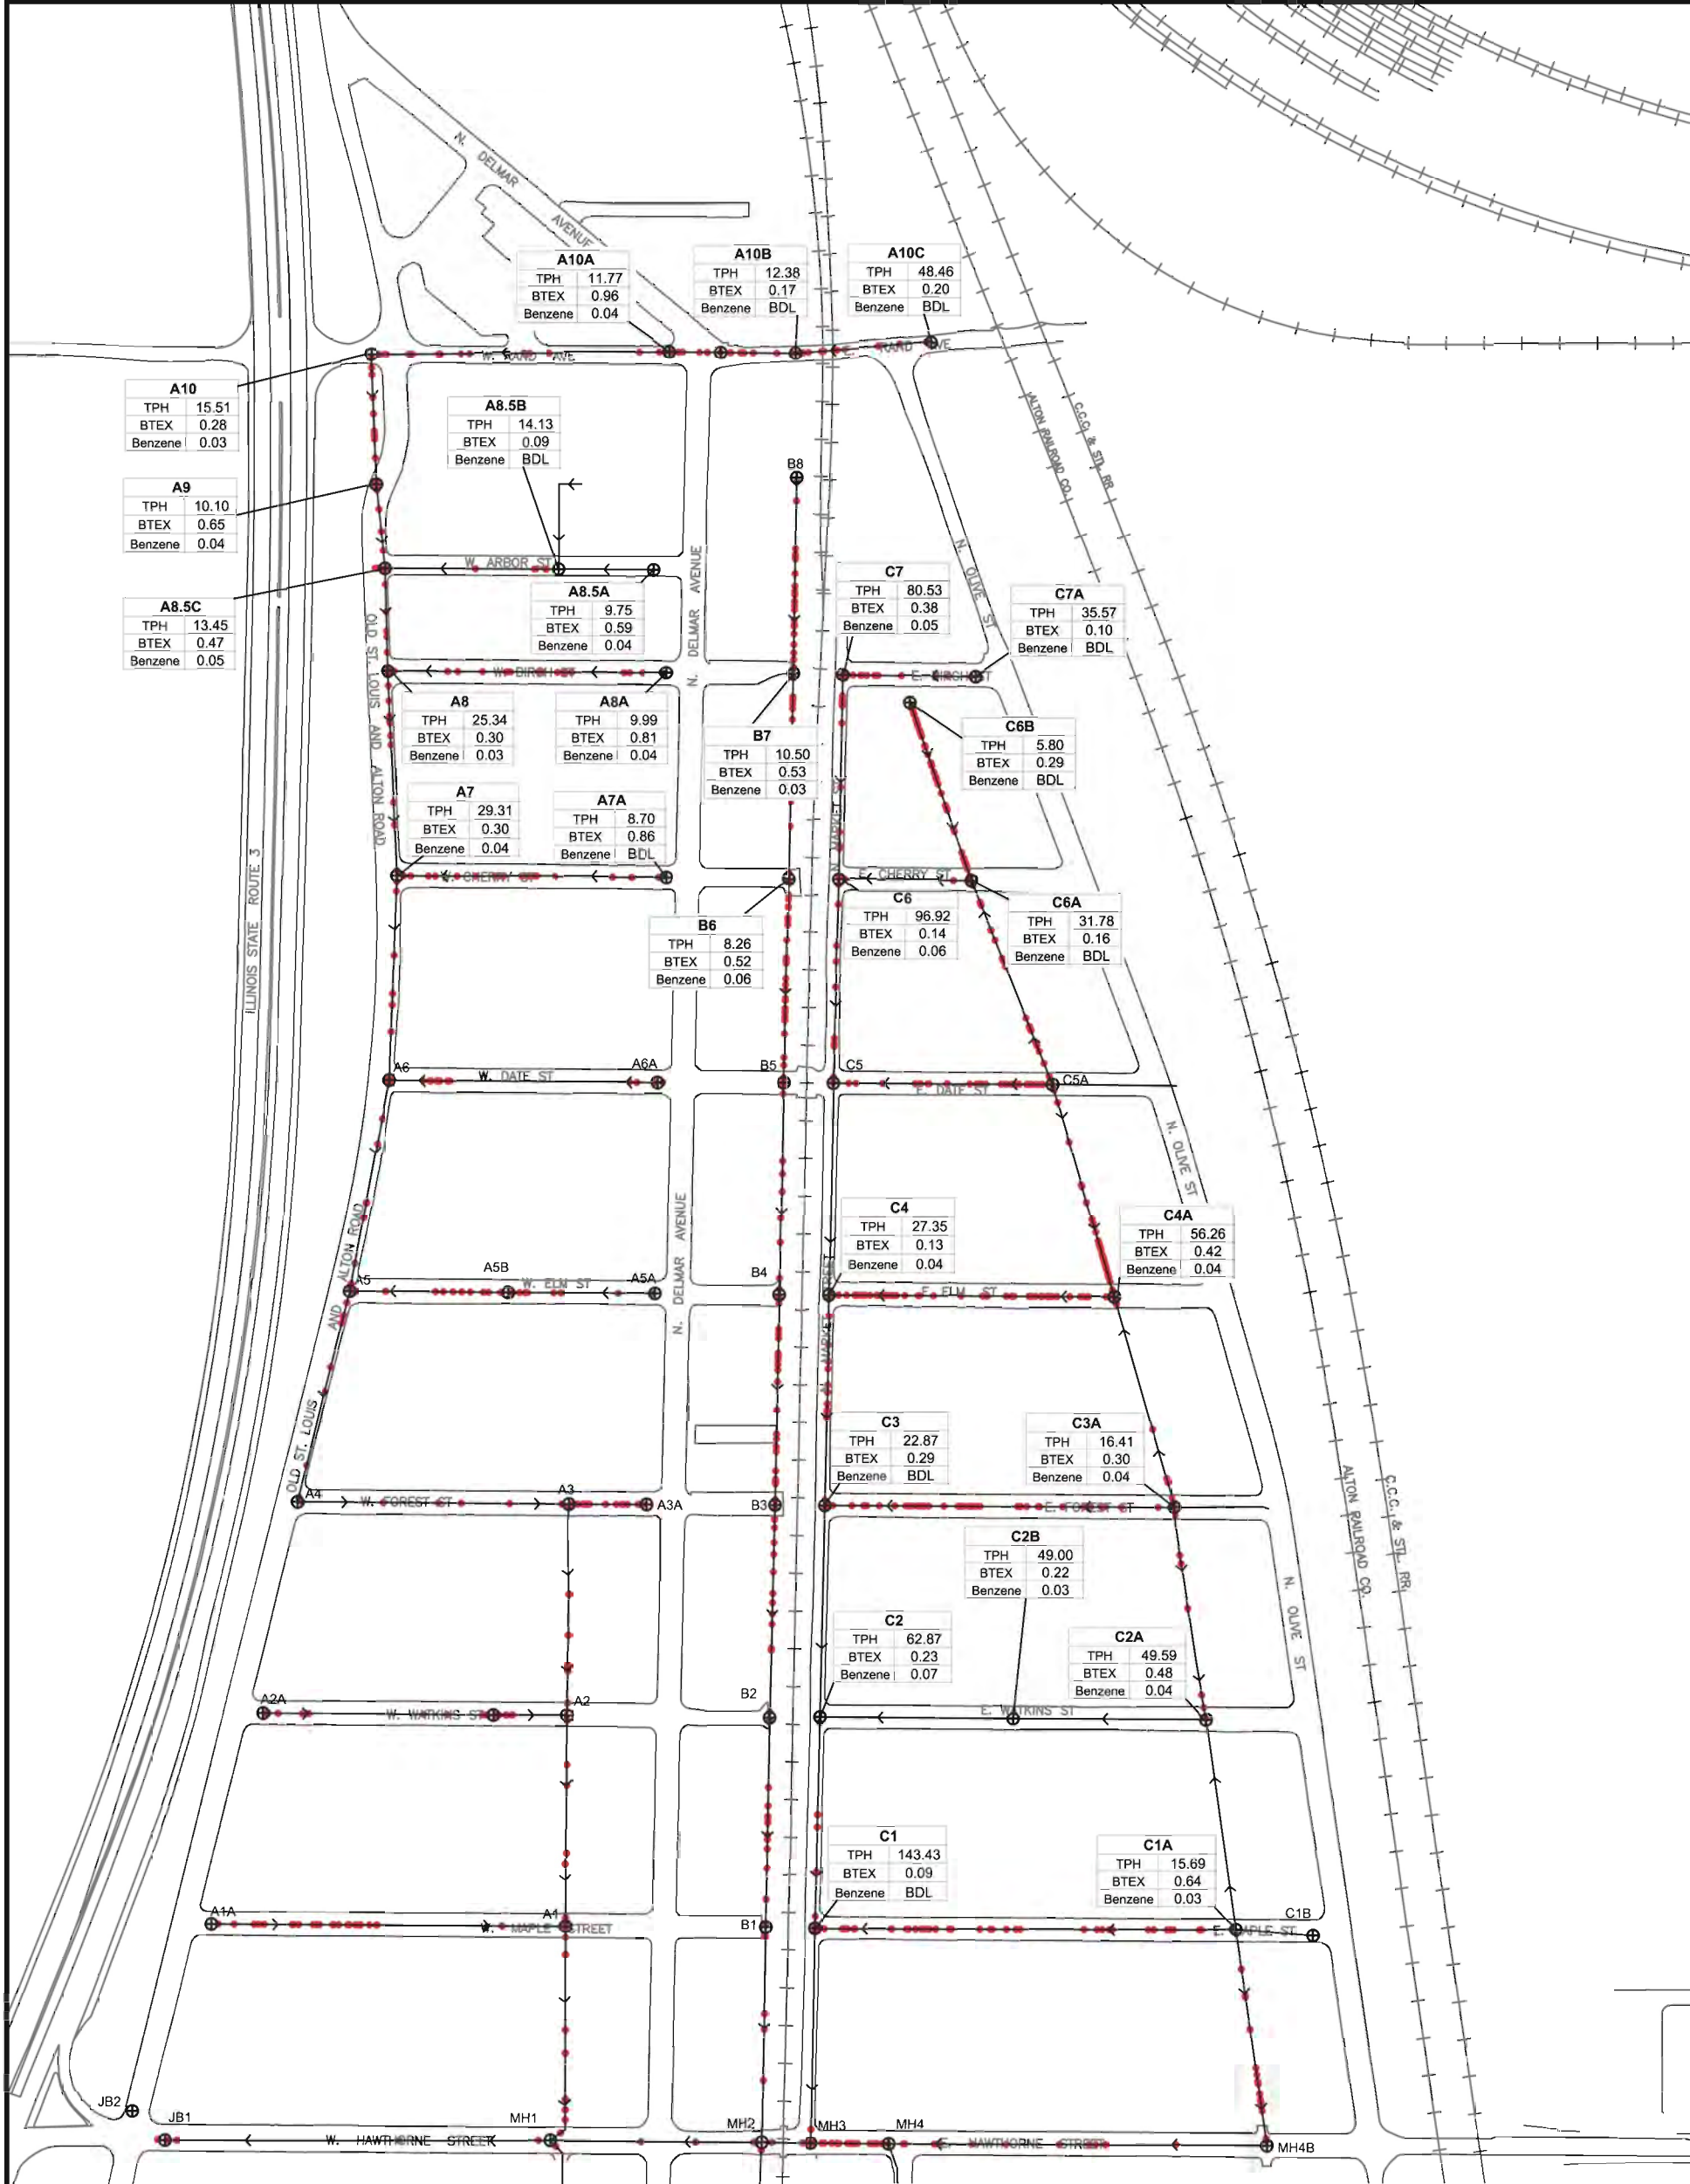 N. DELMAR
AVENUE
A10A
TPH 11.77
BTEX 0.96
Benzene 0.04
A10B
TPH 12.38
BTEX 0.17
Benzene BDL
A10C
TPH 48.46
BTEX 0.20
Benzene BDL
W. RAND AVE
E. RAND AVE
A10
TPH 15.51
BTEX 0.28
Benzene 0.03
A8.5B
TPH 14.13
BTEX 0.09
Benzene BDL
ALTON RAILROAD CO.
C.C.C. & STL. RR
A9
TPH 10.10
BTEX 0.65
Benzene 0.04
B8
W. ARBOR ST
N. OLIVE ST
N. DELMAR AVENUE
A8.5C
TPH 13.45
BTEX 0.47
Benzene 0.05
A8.5A
TPH 9.75
BTEX 0.59
Benzene 0.04
C7
TPH 80.53
BTEX 0.38
Benzene 0.05
C7A
TPH 35.57
BTEX 0.10
Benzene BDL
OLD ST. LOUIS AND ALTON ROAD
W. BIRCH ST
E. BIRCH ST
A8
TPH 25.34
BTEX 0.30
Benzene 0.03
A8A
TPH 9.99
BTEX 0.81
Benzene 0.04
B7
TPH 10.50
BTEX 0.53
Benzene 0.03
C6B
TPH 5.80
BTEX 0.29
Benzene BDL
A7
TPH 29.31
BTEX 0.30
Benzene 0.04
A7A
TPH 8.70
BTEX 0.86
Benzene BDL
N. MARKET ST
W. CHERRY ST
E. CHERRY ST
ILLINOIS STATE ROUTE 3
B6
TPH 8.26
BTEX 0.52
Benzene 0.06
C6
TPH 96.92
BTEX 0.14
Benzene 0.06
C6A
TPH 31.78
BTEX 0.16
Benzene BDL
A6
W. DATE ST
A6A
B5
C5
E. DATE ST
C5A
N. OLIVE ST
N. DELMAR AVENUE
C4
TPH 27.35
BTEX 0.13
Benzene 0.04
C4A
TPH 56.26
BTEX 0.42
Benzene 0.04
A5
A5B
W. ELM ST
A5A
B4
E. ELM ST
MARKET STREET
OLD ST. LOUIS AND ALTON ROAD
C3
TPH 22.87
BTEX 0.29
Benzene BDL
C3A
TPH 16.41
BTEX 0.30
Benzene 0.04
ALTON RAILROAD CO.
C.C.C. & STL. RR
A4
W. FOREST ST
A3
A3A
B3
E. FOREST ST
C2B
TPH 49.00
BTEX 0.22
Benzene 0.03
N. OLIVE ST
C2
TPH 62.87
BTEX 0.23
Benzene 0.07
C2A
TPH 49.59
BTEX 0.48
Benzene 0.04
A2A
W. WATKINS ST
A2
B2
E. WATKINS ST
C1
TPH 143.43
BTEX 0.09
Benzene BDL
C1A
TPH 15.69
BTEX 0.64
Benzene 0.03
A1A
A1
W. MAPLE STREET
B1
C1B
E. MAPLE ST.
JB2
JB1
W. HAWTHORNE STREET
MH1
MH2
MH3
MH4
E. HAWTHORNE STREET
MH4B